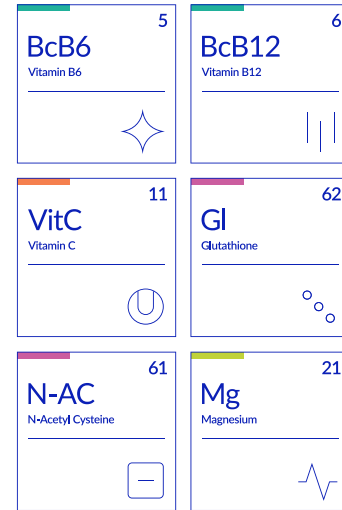 5
BcB6
Vitamin B6
6
BcB12
Vitamin B12
11
VitC
Vitamin C
62
Gl
Glutathione
61
N-AC
N-Acetyl Cysteine
21
Mg
Magnesium